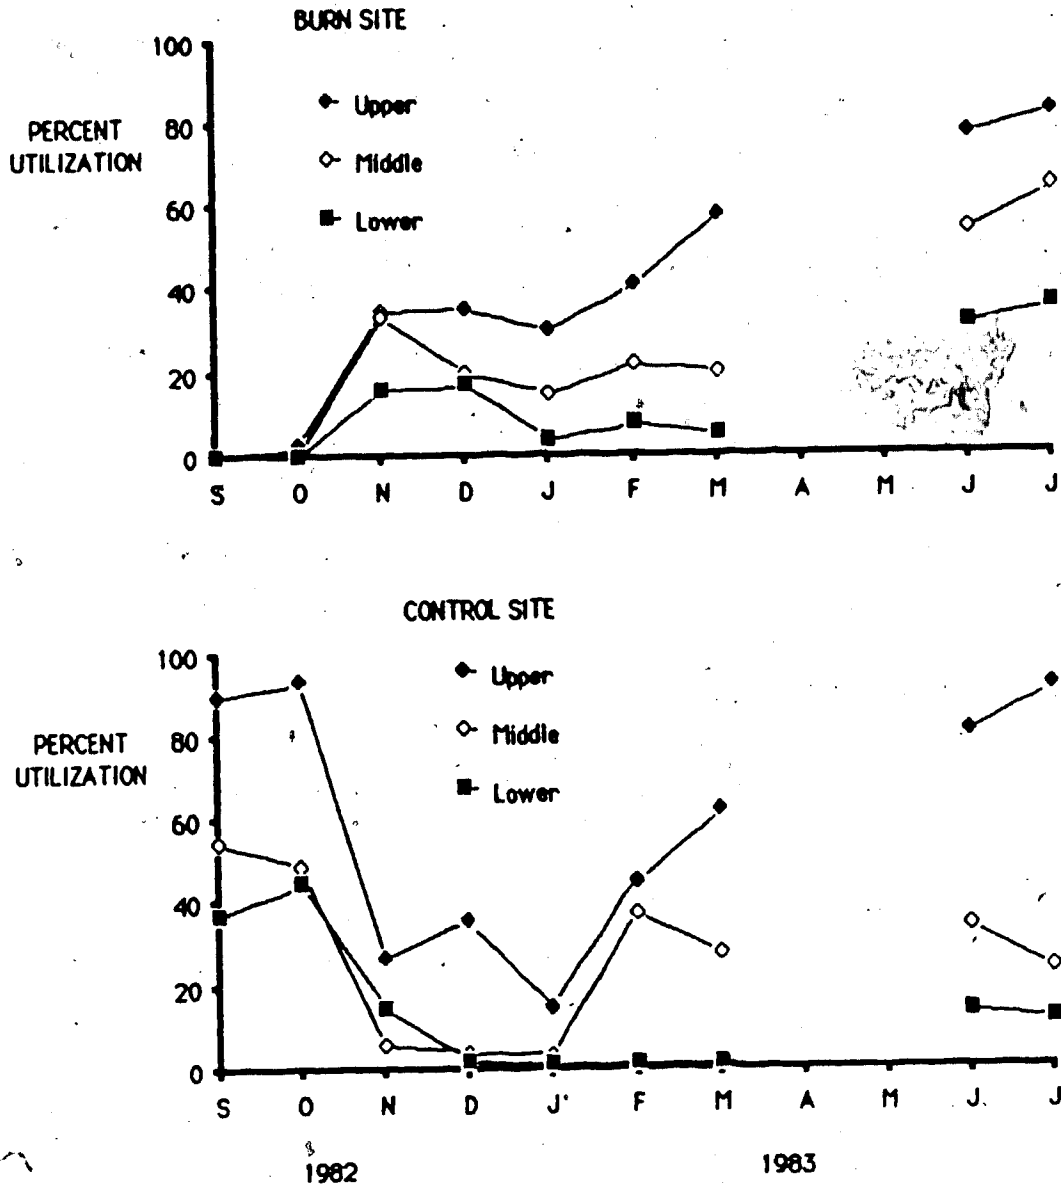 BURN SITE
100
Upper
PERCENT
UTILIZATION
80
Middle
60
Lower
40
20
0
S O N D J F M A M J J
CONTROL SITE
100
Upper
PERCENT
UTILIZATION
80
Middle
Lower
60
40
20
0
S O N D J F M A M J J
1982 1983